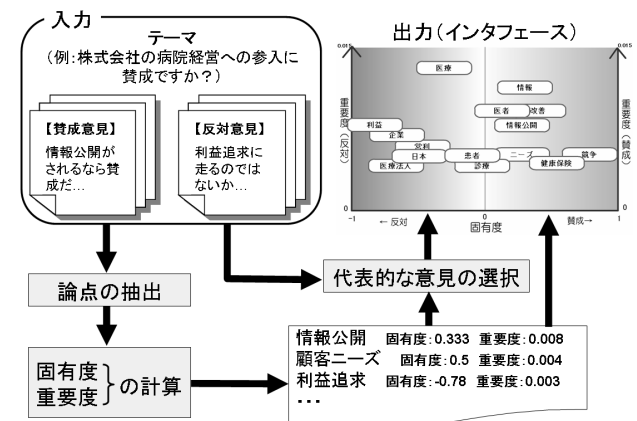 入力
テーマ
（例：株式会社の病院経営への参入に
賛成ですか？）
【賛成意見】
情報公開が
されるなら賛
成だ…
【反対意見】
利益追求に
走るのでは
ないか…
出力（インタフェース）
0.015
0.015
重要度（反対）
重要度（賛成）
医療
情報
医者
改善
利益
情報公開
企業
営利
日本
患者
ニーズ
競争
医療法人
診療
健康保険
0
0
-1
← 反対
0
固有度
賛成→
1
論点の抽出
代表的な意見の選択
固有度
重要度
}の計算
情報公開 固有度：0.333 重要度：0.008
顧客ニーズ 固有度：0.5 重要度：0.004
利益追求 固有度：-0.78 重要度：0.003
…